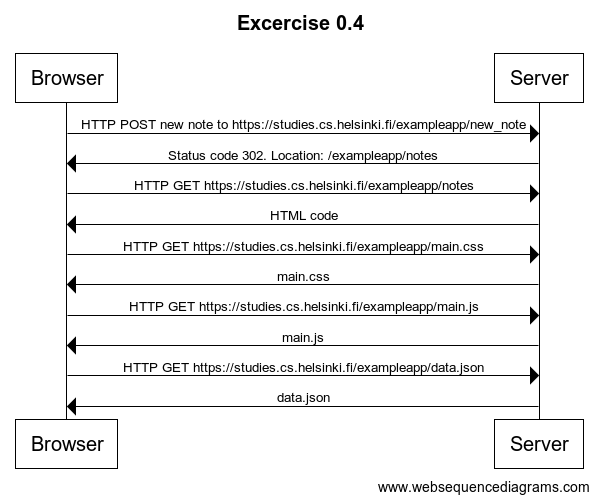 Excercise 0.4
Browser
Server
HTTP POST new note to https://studies.cs.helsinki.fi/exampleapp/new_note
Status code 302. Location: /exampleapp/notes
HTTP GET https://studies.cs.helsinki.fi/exampleapp/notes
HTML code
HTTP GET https://studies.cs.helsinki.fi/exampleapp/main.css
main.css
HTTP GET https://studies.cs.helsinki.fi/exampleapp/main.js
main.js
HTTP GET https://studies.cs.helsinki.fi/exampleapp/data.json
data.json
Browser
Server
www.websequencediagrams.com